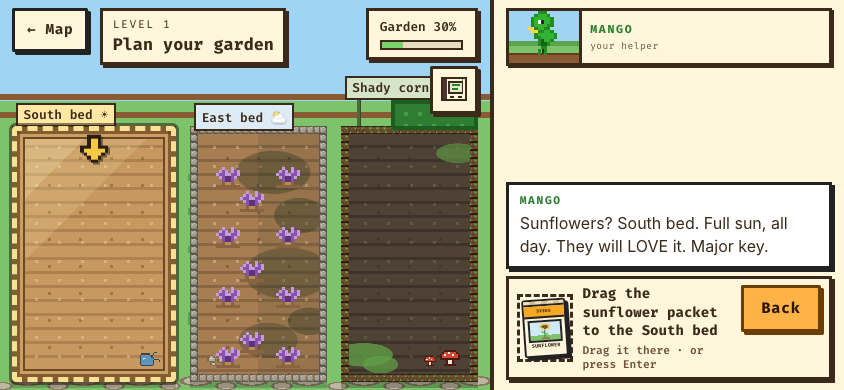 ← Map
LEVEL 1
Plan your garden
Garden 30%
Shady corn
South bed ☀
East bed ⛅
MANGO
your helper
MANGO
Sunflowers? South bed. Full sun, all
day. They will LOVE it. Major key.
SEEDS
SUNFLOWER
Drag the
sunflower packet
to the South bed
Drag it there · or
press Enter
Back